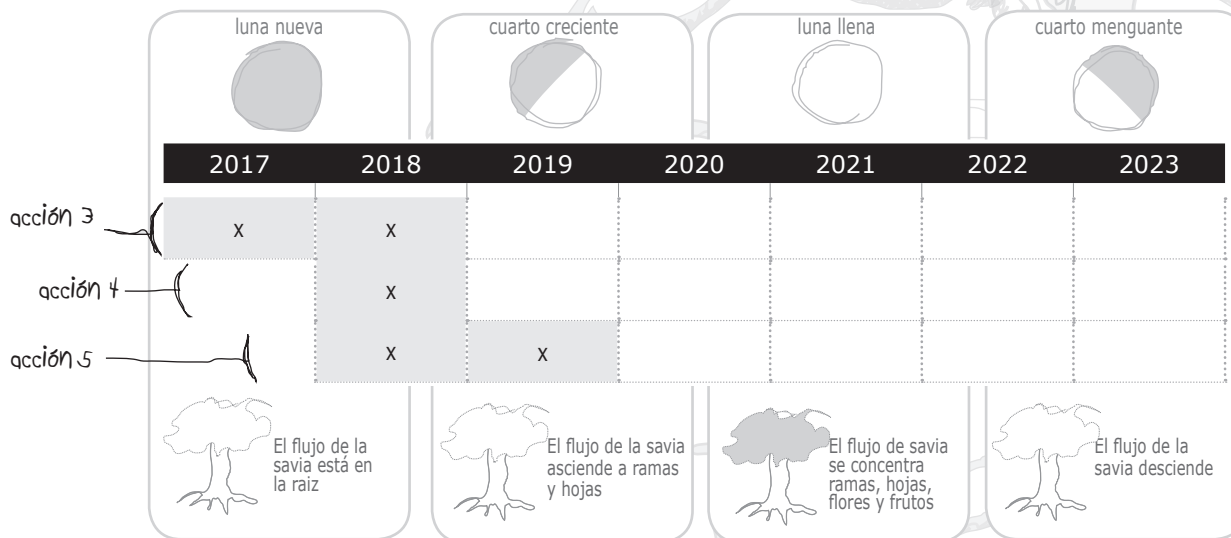 luna nueva
cuarto creciente
luna llena
cuarto menguante
2017 2018 2019 2020 2021 2022 2023
acción 3 x x
acción 4 x
acción 5 x x
El flujo de la
savia está en
la raiz
El flujo de la savia
asciende a ramas
y hojas
El flujo de savia
se concentra
ramas, hojas,
flores y frutos
El flujo de la
savia desciende